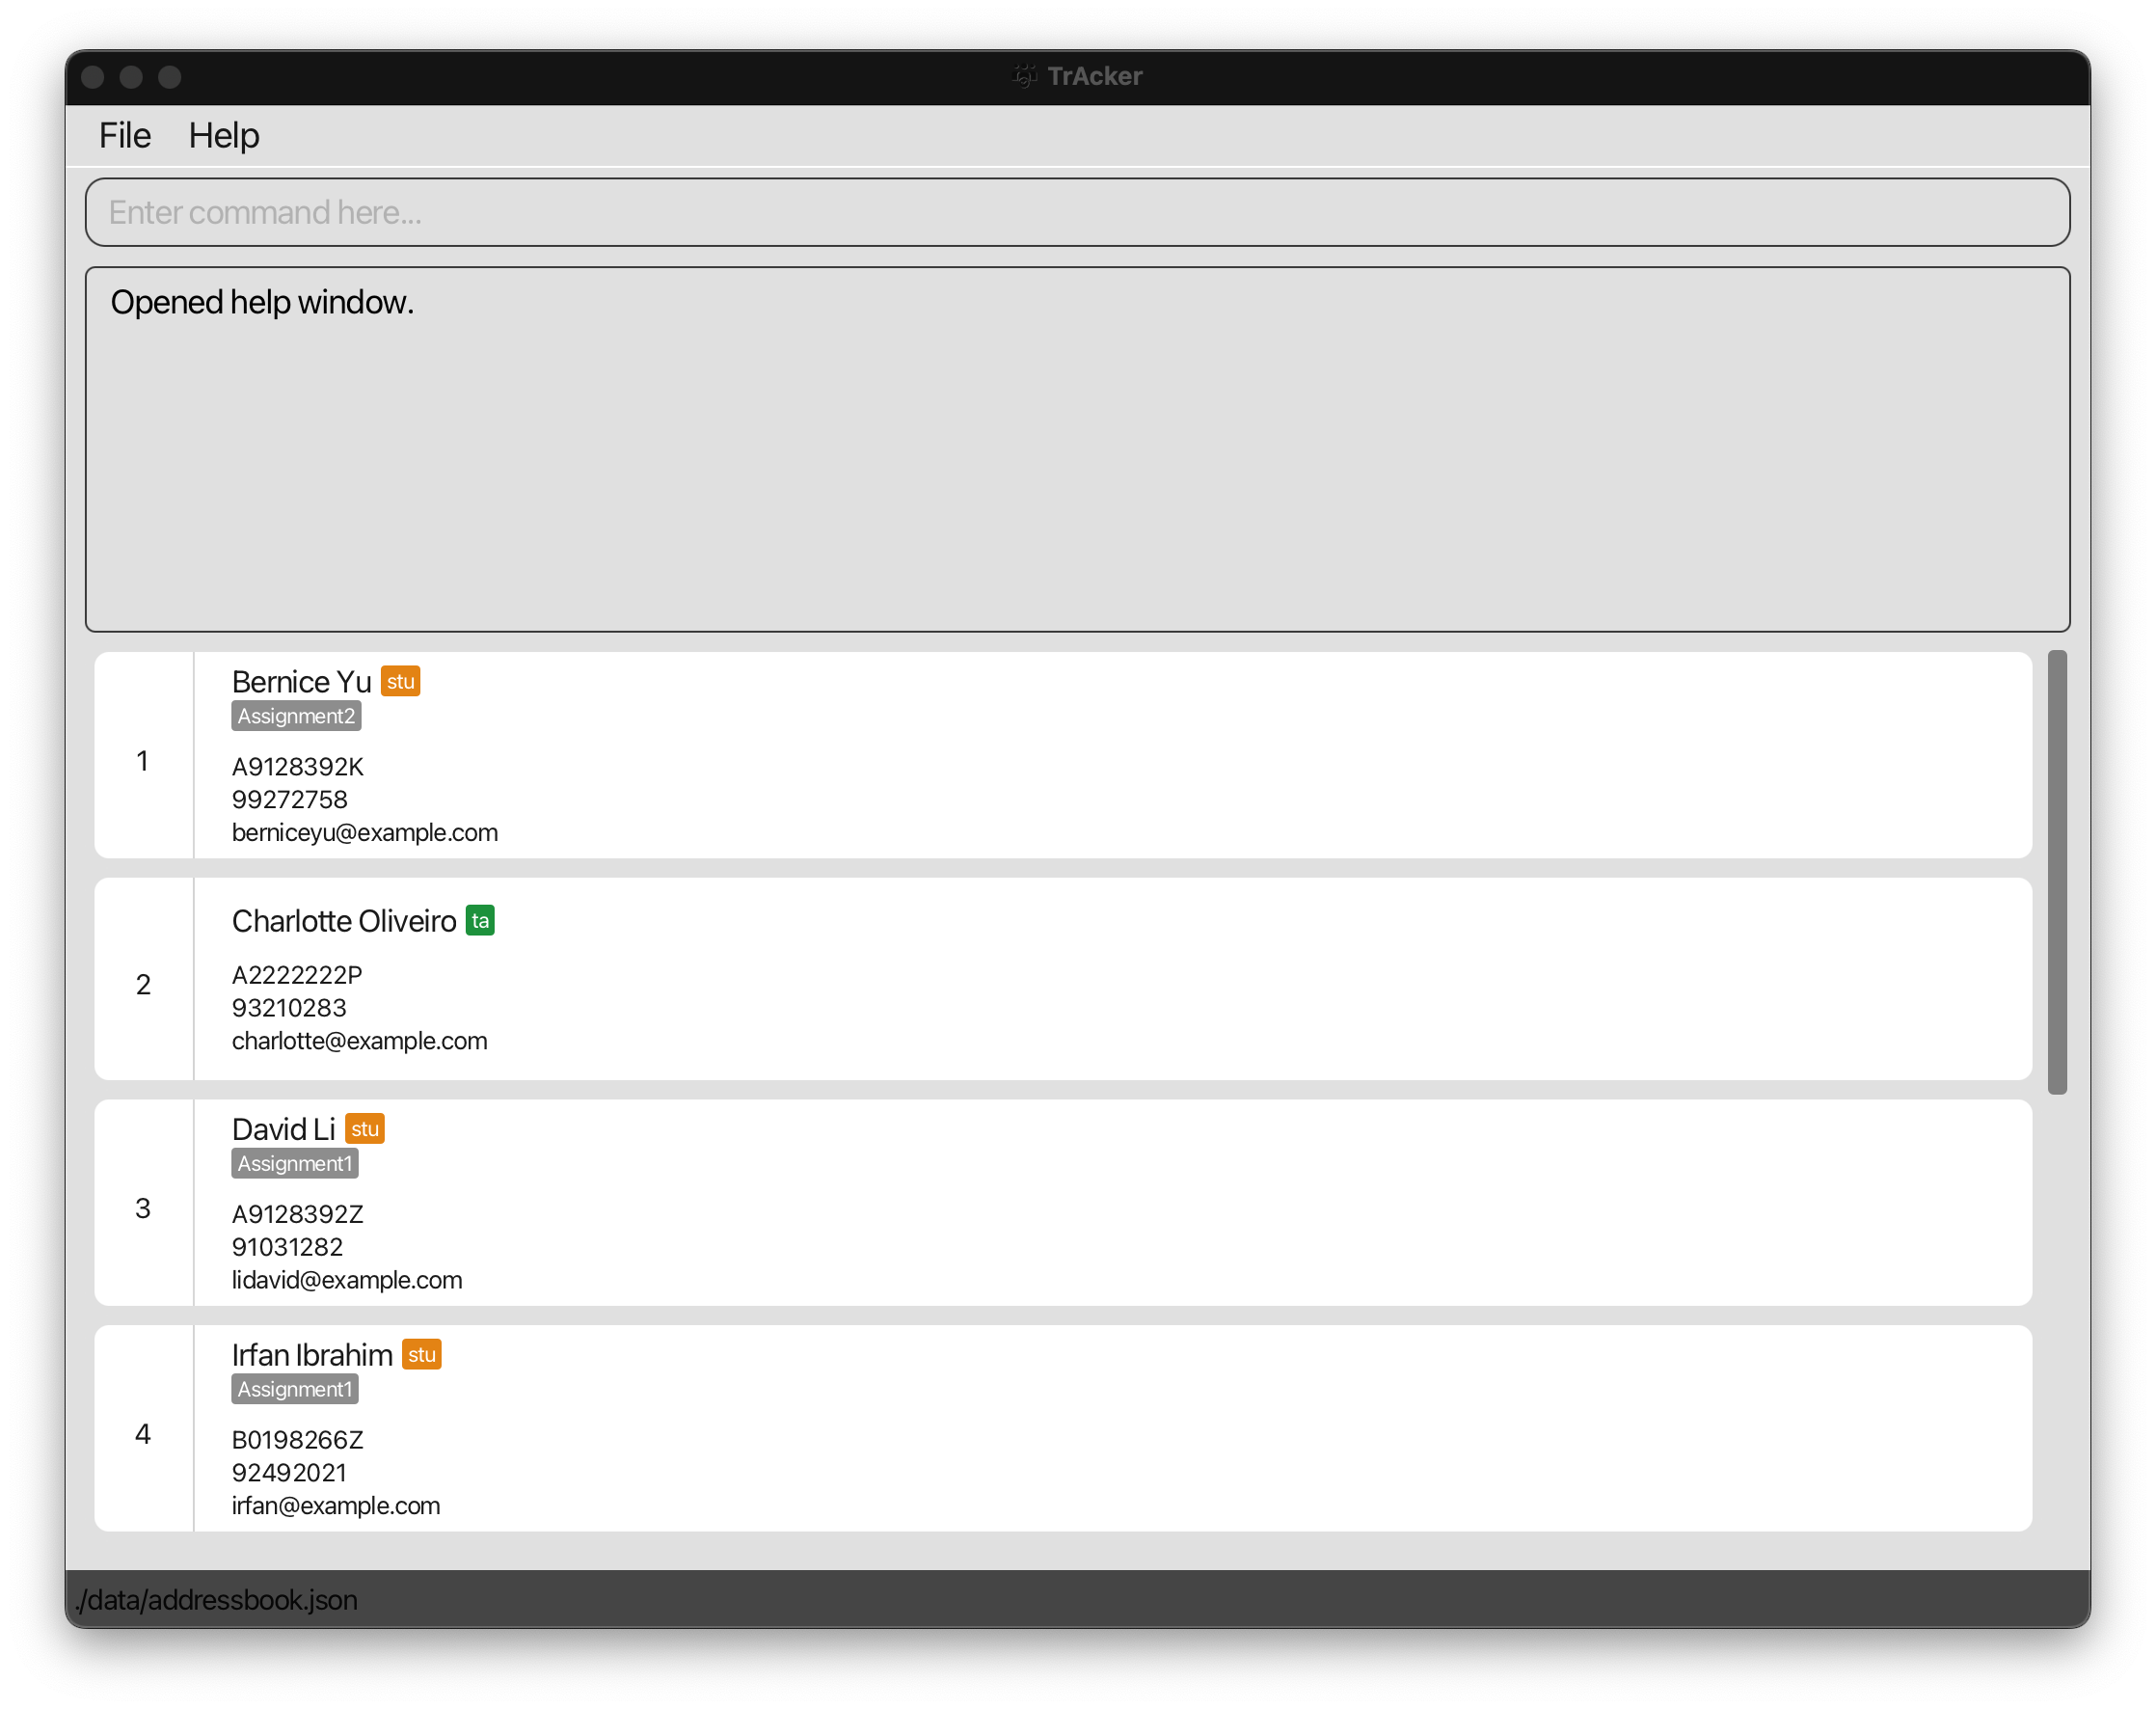 TrAcker
File Help
Enter command here...
Opened help window.
1
Bernice Yu stu
Assignment2
A9128392K
99272758
berniceyu@example.com
2
Charlotte Oliveiro ta
A2222222P
93210283
charlotte@example.com
3
David Li stu
Assignment1
A9128392Z
91031282
lidavid@example.com
4
Irfan Ibrahim stu
Assignment1
B0198266Z
92492021
irfan@example.com
./data/addressbook.json